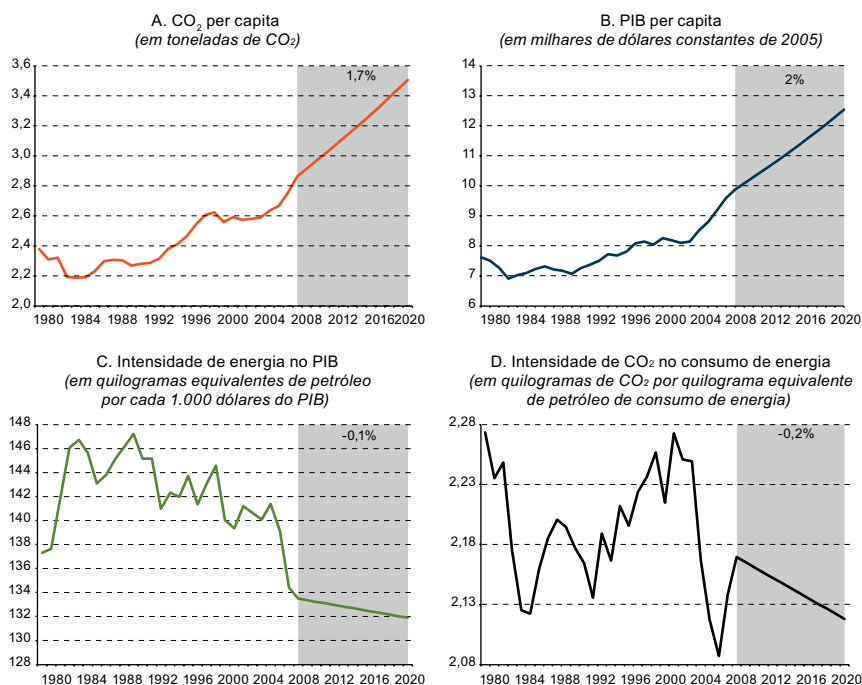 A. CO₂ per capita
(em toneladas de CO₂)
3,6
3,4
3,2
3,0
2,8
2,6
2,4
2,2
2,0
1,7%
1980 1984 1988 1992 1996 2000 2004 2008 2012 2016 2020
B. PIB per capita
(em milhares de dólares constantes de 2005)
14
13
12
11
10
9
8
7
6
2%
1980 1984 1988 1992 1996 2000 2004 2008 2012 2016 2020
C. Intensidade de energia no PIB
(em quilogramas equivalentes de petróleo
por cada 1.000 dólares do PIB)
148
146
144
142
140
138
136
134
132
130
128
-0,1%
1980 1984 1988 1992 1996 2000 2004 2008 2012 2016 2020
D. Intensidade de CO₂ no consumo de energia
(em quilogramas de CO₂ por quilograma equivalente
de petróleo de consumo de energia)
2,28
2,23
2,18
2,13
2,08
-0,2%
1980 1984 1988 1992 1996 2000 2004 2008 2012 2016 2020